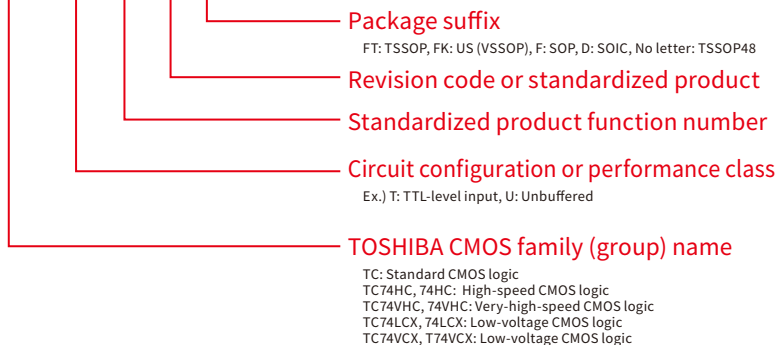 Package suffix
FT: TSSOP, FK: US (VSSOP), F: SOP, D: SOIC, No letter: TSSOP48
Revision code or standardized product
Standardized product function number
Circuit configuration or performance class
Ex.) T: TTL-level input, U: Unbuffered
TOSHIBA CMOS family (group) name
TC: Standard CMOS logic
TC74HC, 74HC: High-speed CMOS logic
TC74VHC, 74VHC: Very-high-speed CMOS logic
TC74LCX, 74LCX: Low-voltage CMOS logic
TC74VCX, T74VCX: Low-voltage CMOS logic